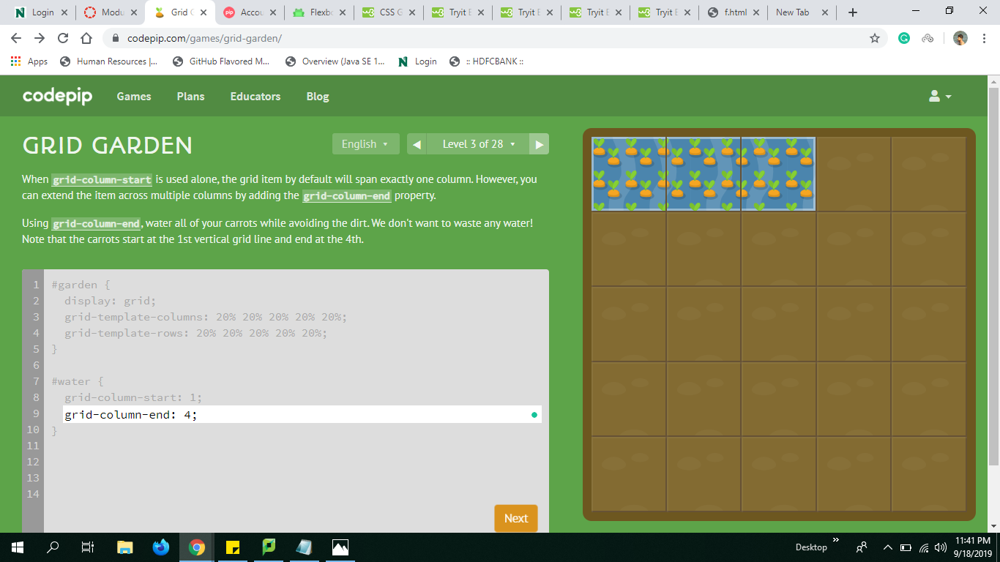 Login
Modu
Grid G
Accou
Flexbo
CSS G
Tryit E
Tryit E
Tryit E
Tryit E
f.html
New Tab
codepip.com/games/grid-garden/
Apps
Human Resources |...
GitHub Flavored M...
Overview (Java SE 1...
Login
:: HDFCBANK ::
codepip
Games
Plans
Educators
Blog
GRID GARDEN
English
Level 3 of 28
When grid-column-start is used alone, the grid item by default will span exactly one column. However, you
can extend the item across multiple columns by adding the grid-column-end property.
Using grid-column-end, water all of your carrots while avoiding the dirt. We don't want to waste any water!
Note that the carrots start at the 1st vertical grid line and end at the 4th.
1 #garden {
2 display: grid;
3 grid-template-columns: 20% 20% 20% 20% 20%;
4 grid-template-rows: 20% 20% 20% 20% 20%;
5 }
6
7 #water {
8 grid-column-start: 1;
9 grid-column-end: 4;
10 }
11
12
13
14
Next
Desktop
11:41 PM
9/18/2019